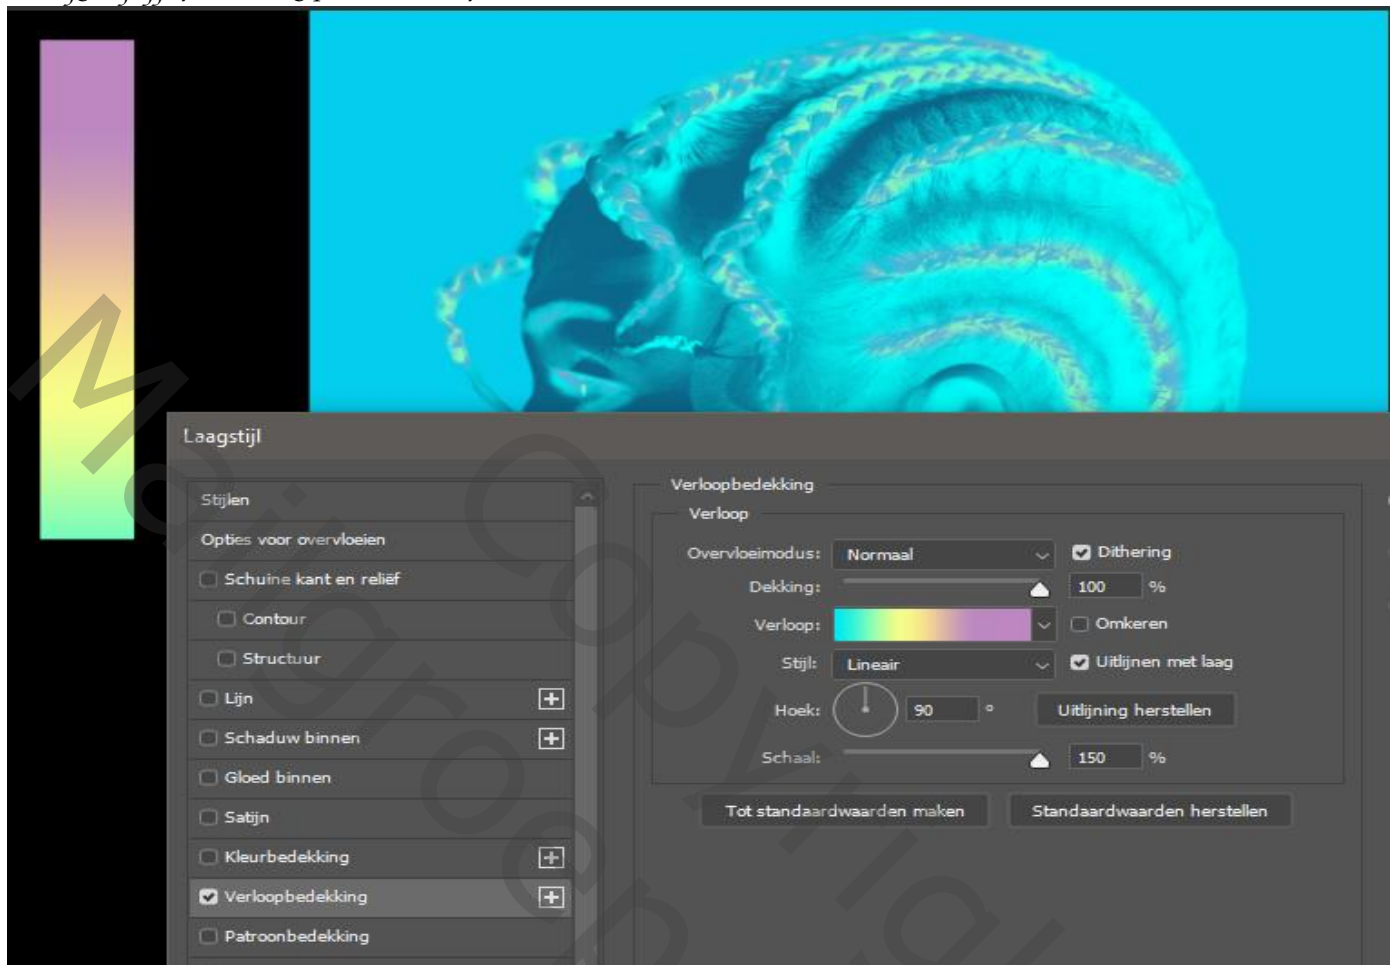 Laagstijl
Stijlen
Opties voor overvloeien
Schuine kant en reliëf
Contour
Structuur
Lijn
Schaduw binnen
Gloed binnen
Satijn
Kleurbedekking
Verloopbedekking
Patroonbedekking
Verloopbedekking
Verloop
Overvloeimodus: Normaal Dithering
Dekking: 100 %
Verloop: Omkeren
Stijl: Lineair Uitlijnen met laag
Hoek: 90 ° Uitlijning herstellen
Schaal: 150 %
Tot standaardwaarden maken Standaardwaarden herstellen